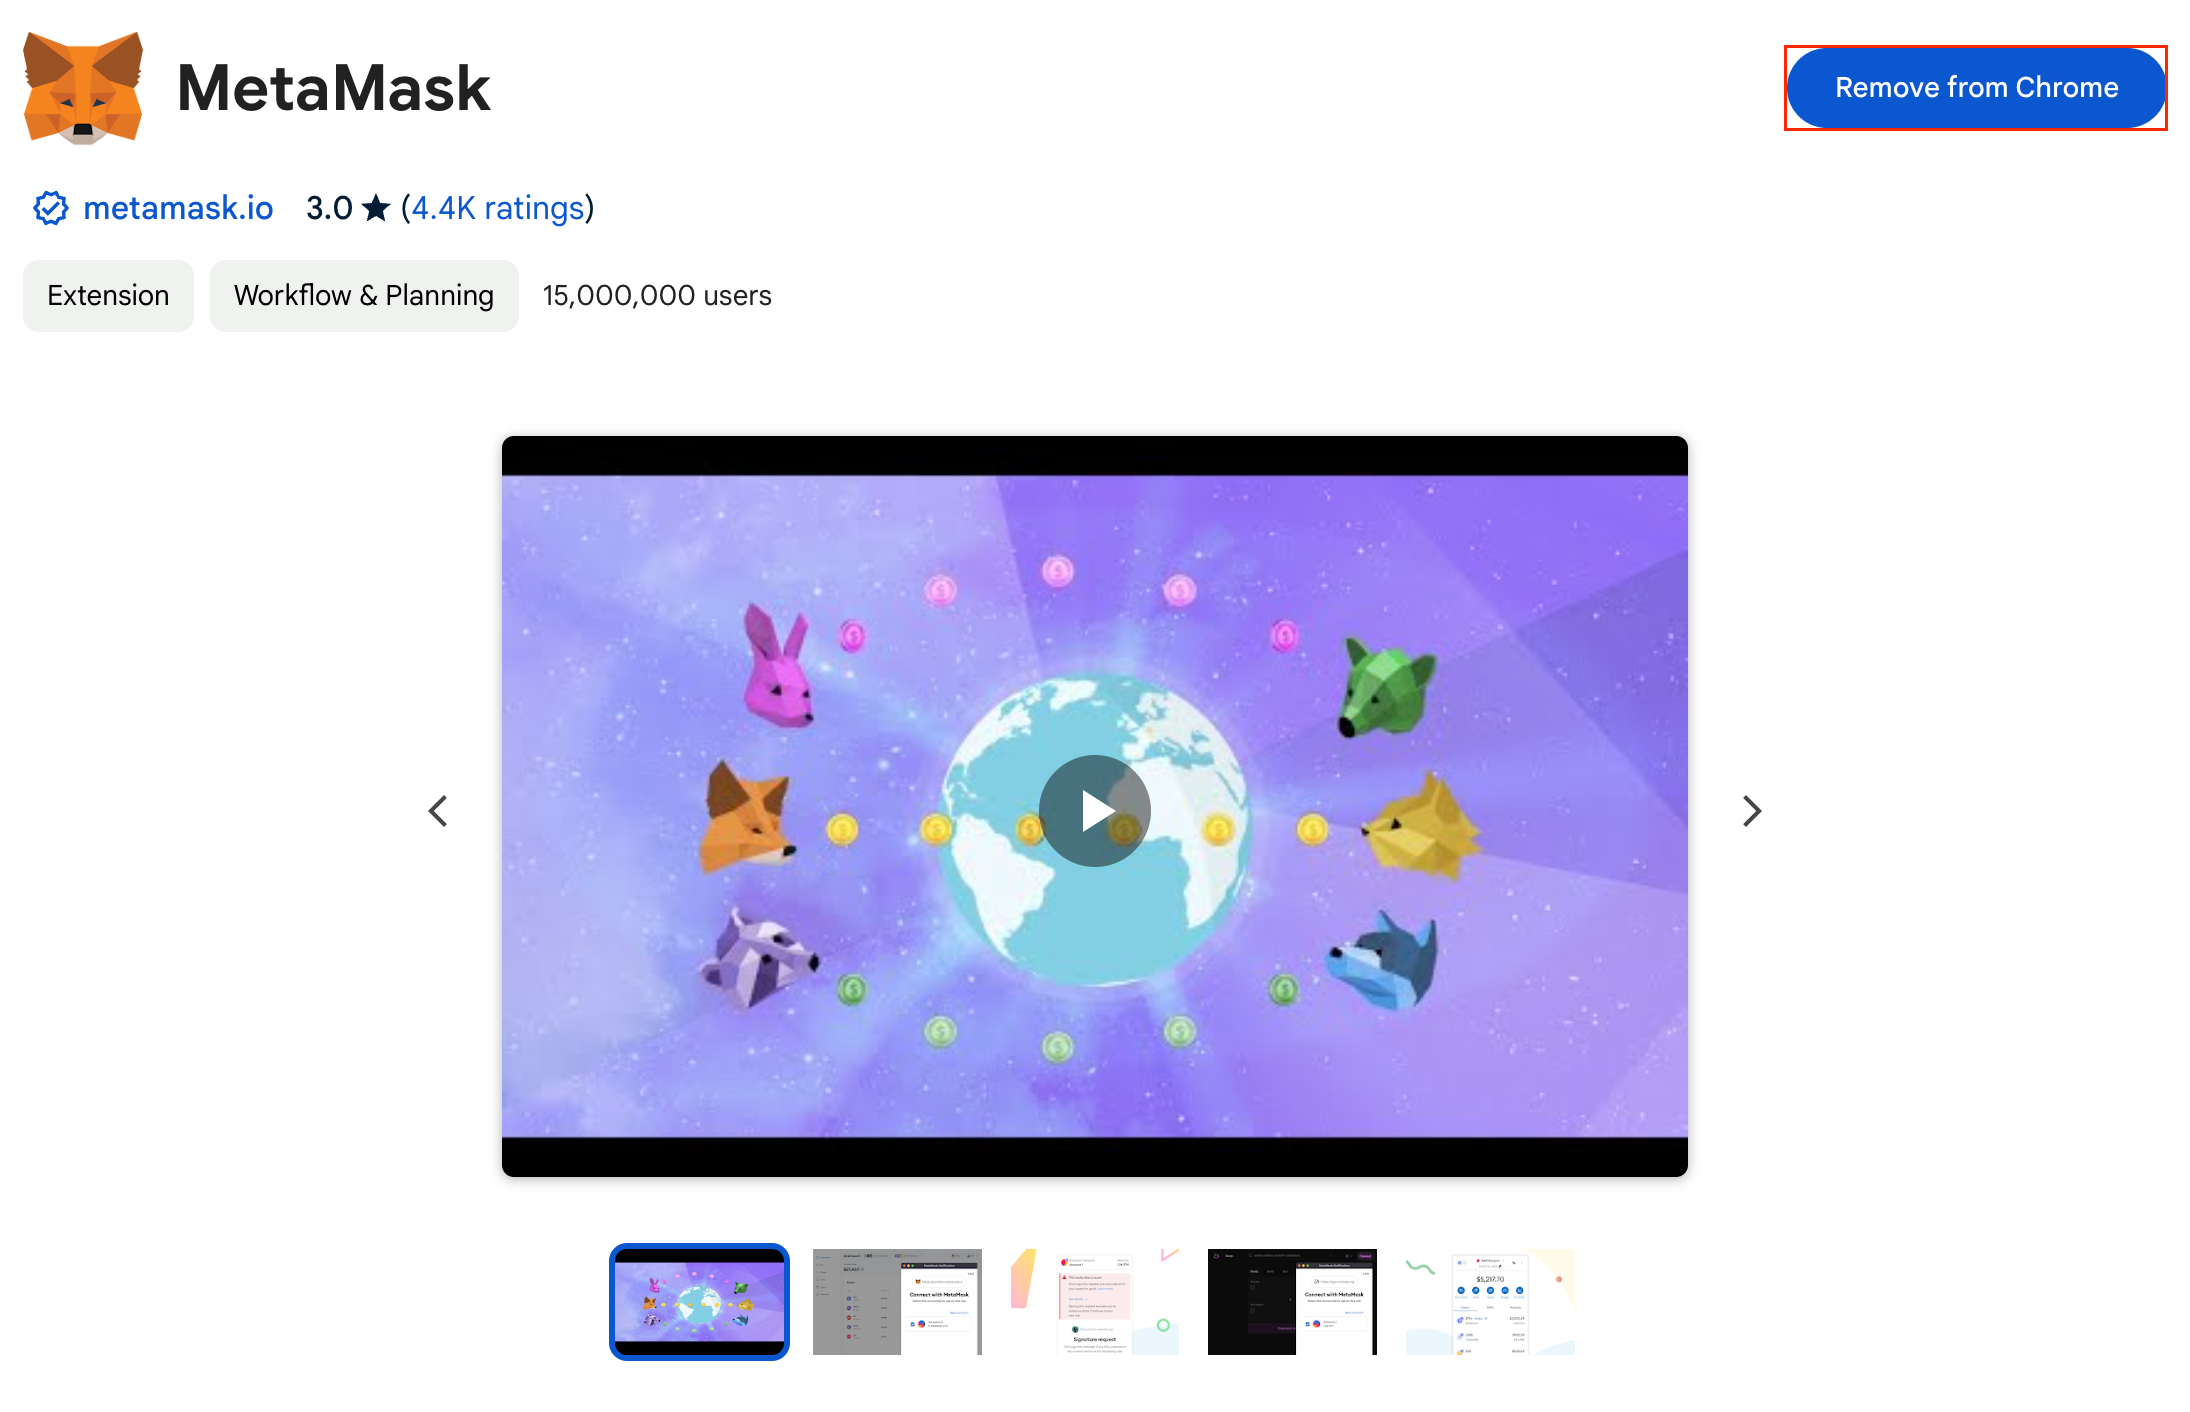 MetaMask
Remove from Chrome
metamask.io 3.0 ★ (4.4K ratings)
Extension Workflow & Planning 15,000,000 users
Connect with MetaMask
Signature request
Connect with MetaMask
$5,217.70